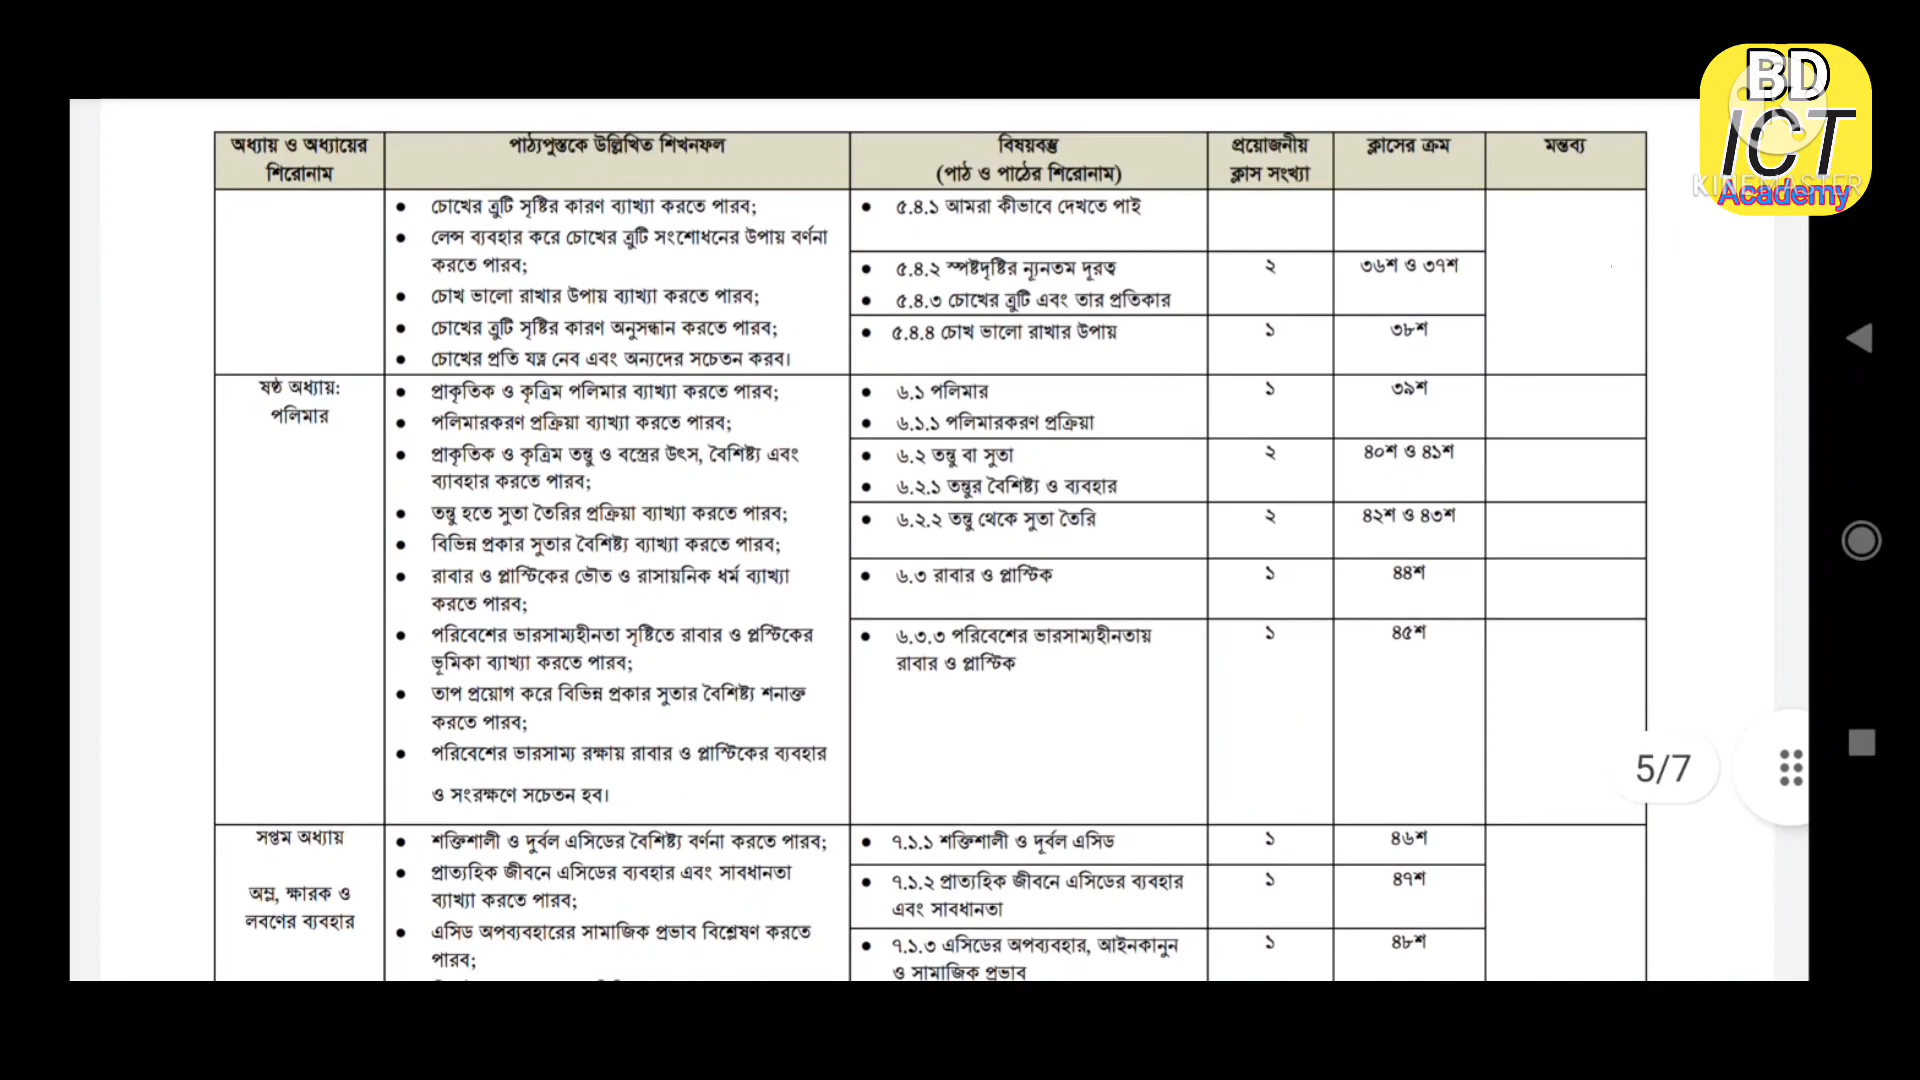 BD
ICT
Academy
KINEMASTER
অধ্যায় ও অধ্যায়ের
শিরোনাম
পাঠ্যপুস্তকে উল্লিখিত শিখনফল
বিষয়বস্তু
(পাঠ ও পাঠের শিরোনাম)
প্রয়োজনীয়
ক্লাস সংখ্যা
ক্লাসের ক্রম
মন্তব্য
• চোখের ত্রুটি সৃষ্টির কারণ ব্যাখ্যা করতে পারব;
• লেন্স ব্যবহার করে চোখের ত্রুটি সংশোধনের উপায় বর্ণনা
করতে পারব;
• চোখ ভালো রাখার উপায় ব্যাখ্যা করতে পারব;
• চোখের ত্রুটি সৃষ্টির কারণ অনুসন্ধান করতে পারব;
• চোখের প্রতি যত্ন নেব এবং অন্যদের সচেতন করব।
• ৫.৪.১ আমরা কীভাবে দেখতে পাই
• ৫.৪.২ স্পষ্টদৃষ্টির ন্যূনতম দূরত্ব
• ৫.৪.৩ চোখের ত্রুটি এবং তার প্রতিকার
২
৩৬শ ও ৩৭শ
• ৫.৪.৪ চোখ ভালো রাখার উপায়
১
৩৮শ
ষষ্ঠ অধ্যায়:
পলিমার
• প্রাকৃতিক ও কৃত্রিম পলিমার ব্যাখ্যা করতে পারব;
• পলিমারকরণ প্রক্রিয়া ব্যাখ্যা করতে পারব;
• প্রাকৃতিক ও কৃত্রিম তন্তু ও বস্ত্রের উৎস, বৈশিষ্ট্য এবং
ব্যাবহার করতে পারব;
• তন্তু হতে সুতা তৈরির প্রক্রিয়া ব্যাখ্যা করতে পারব;
• বিভিন্ন প্রকার সুতার বৈশিষ্ট্য ব্যাখ্যা করতে পারব;
• রাবার ও প্লাস্টিকের ভৌত ও রাসায়নিক ধর্ম ব্যাখ্যা
করতে পারব;
• পরিবেশের ভারসাম্যহীনতা সৃষ্টিতে রাবার ও প্লস্টিকের
ভূমিকা ব্যাখ্যা করতে পারব;
• তাপ প্রয়োগ করে বিভিন্ন প্রকার সুতার বৈশিষ্ট্য শনাক্ত
করতে পারব;
• পরিবেশের ভারসাম্য রক্ষায় রাবার ও প্লাস্টিকের ব্যবহার
ও সংরক্ষণে সচেতন হব।
• ৬.১ পলিমার
• ৬.১.১ পলিমারকরণ প্রক্রিয়া
১
৩৯শ
• ৬.২ তন্তু বা সুতা
• ৬.২.১ তন্তুর বৈশিষ্ট্য ও ব্যবহার
২
৪০শ ও ৪১শ
• ৬.২.২ তন্তু থেকে সুতা তৈরি
২
৪২শ ও ৪৩শ
• ৬.৩ রাবার ও প্লাস্টিক
১
৪৪শ
• ৬.৩.৩ পরিবেশের ভারসাম্যহীনতায়
রাবার ও প্লাস্টিক
১
৪৫শ
সপ্তম অধ্যায়
অম্ল, ক্ষারক ও
লবণের ব্যবহার
• শক্তিশালী ও দুর্বল এসিডের বৈশিষ্ট্য বর্ণনা করতে পারব;
• প্রাত্যহিক জীবনে এসিডের ব্যবহার এবং সাবধানতা
ব্যাখ্যা করতে পারব;
• এসিড অপব্যবহারের সামাজিক প্রভাব বিশ্লেষণ করতে
পারব;
• ৭.১.১ শক্তিশালী ও দূর্বল এসিড
১
৪৬শ
• ৭.১.২ প্রাত্যহিক জীবনে এসিডের ব্যবহার
এবং সাবধানতা
১
৪৭শ
• ৭.১.৩ এসিডের অপব্যবহার, আইনকানুন
ও সামাজিক প্রভাব
১
৪৮শ
5/7